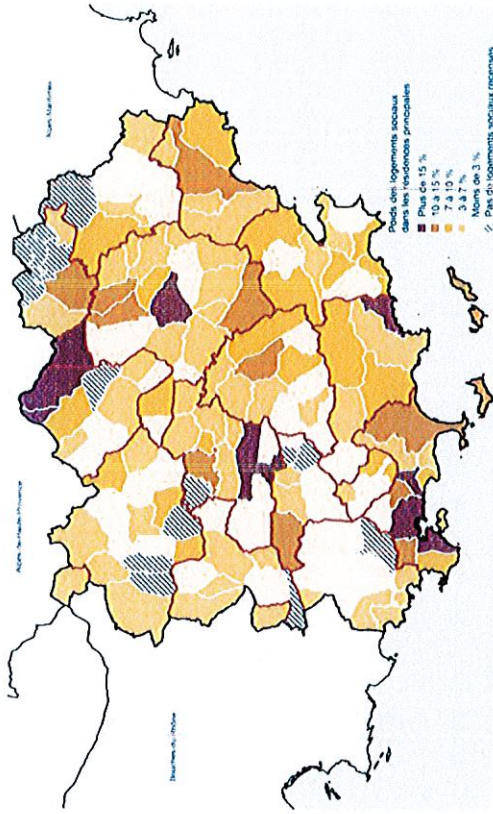 Alpes-Maritimes
Alpes-de-Haute-Provence
Bouches-du-Rhône
Poids des logements sociaux
dans les résidences principales
Plus de 15 %
10 à 15 %
7 à 10 %
3 à 7 %
Moins de 3 %
Pas de logements sociaux recensés